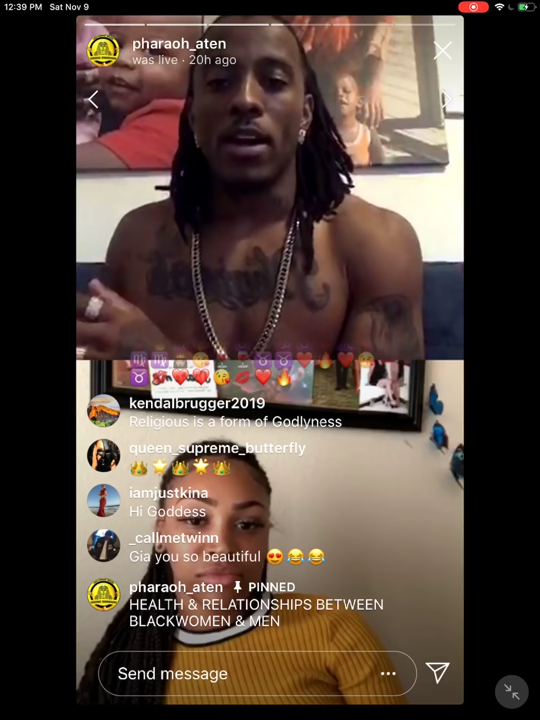 12:39 PM Sat Nov 9
pharaoh_aten
was live · 20h ago
kendalbrugger2019
Religious is a form of Godlyness
queen_supreme_butterfly
👑 🌟 👑 🌟 👑
iamjustkina
Hi Goddess
_callmetwinn
Gia you so beautiful 😍 😂 😂
pharaoh_aten PINNED
HEALTH & RELATIONSHIPS BETWEEN
BLACKWOMEN & MEN
Send message